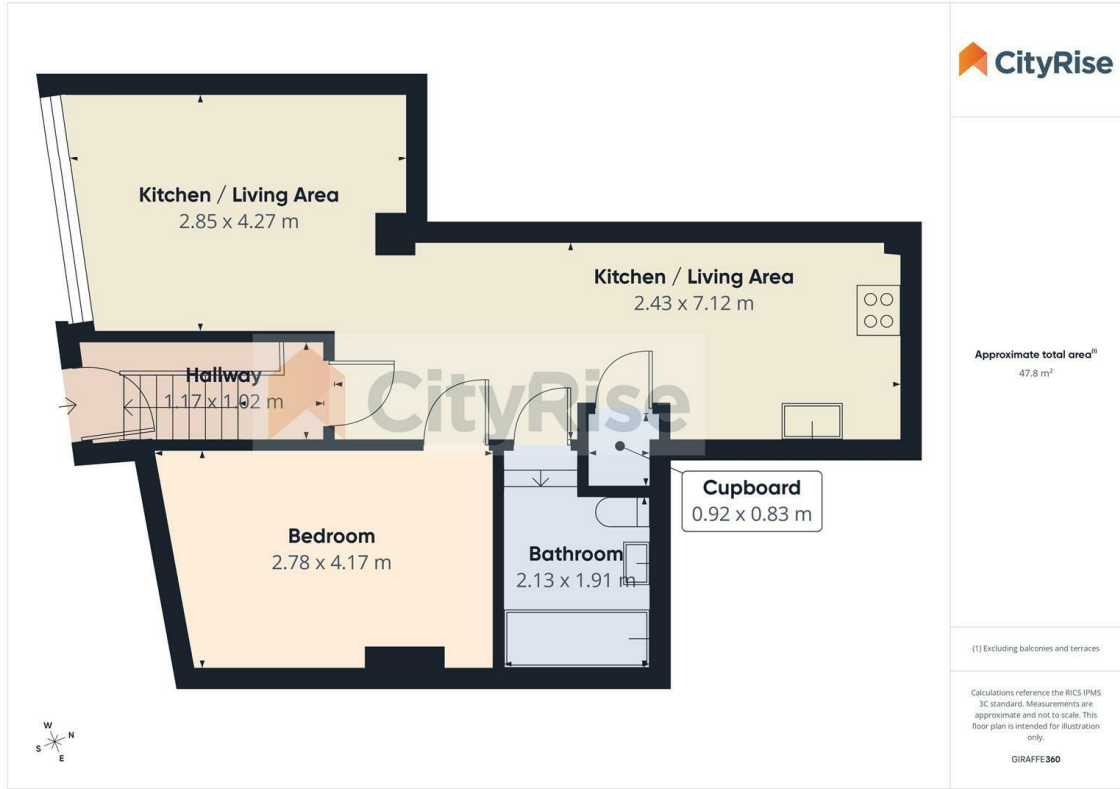 CityRise
Kitchen / Living Area
2.85 x 4.27 m
Kitchen / Living Area
2.43 x 7.12 m
Hallway
1.17 x 1.02 m
CityRise
Cupboard
0.92 x 0.83 m
Bedroom
2.78 x 4.17 m
Bathroom
2.13 x 1.91 m
W
N
S
E
Approximate total area(1)
47.8 m²
(1) Excluding balconies and terraces
Calculations reference the RICS IPMS
3C standard. Measurements are
approximate and not to scale. This
floor plan is intended for illustration
only.
GIRAFFE360